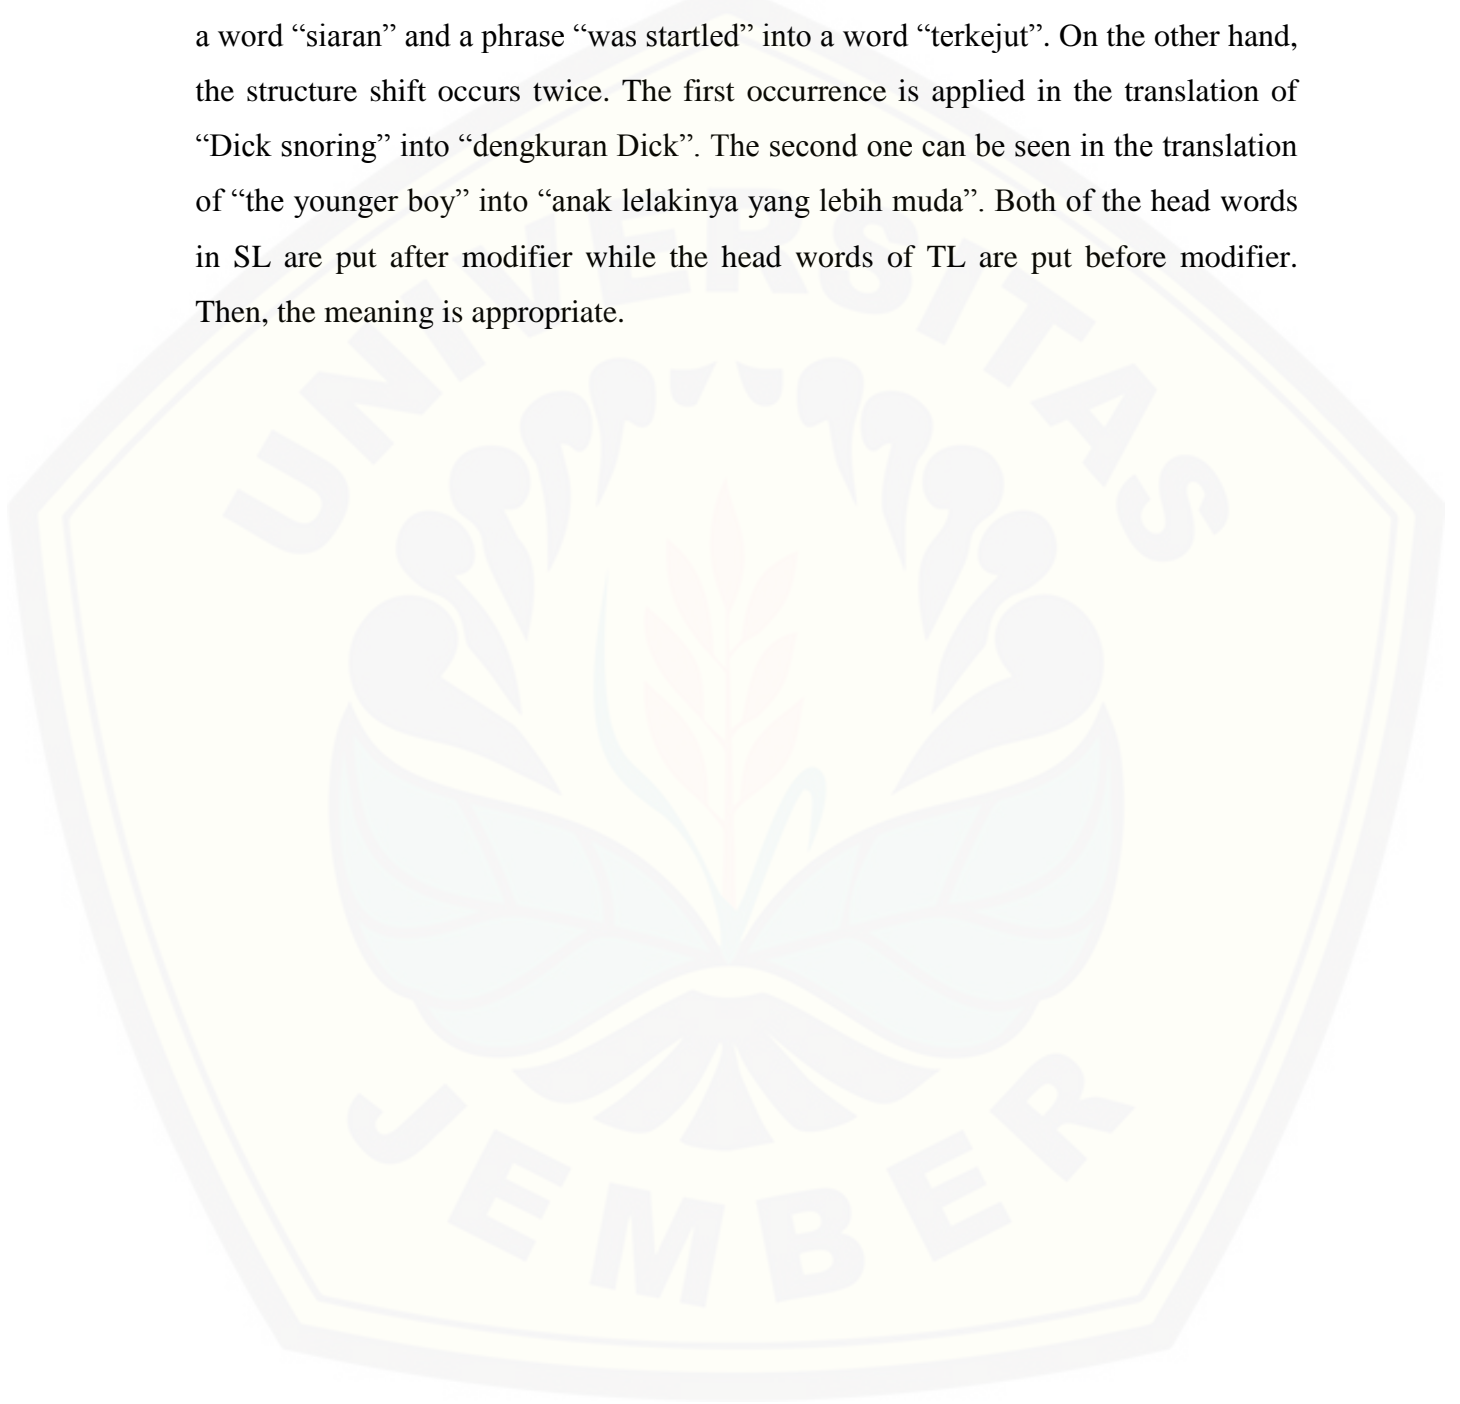 a word “siaran” and a phrase “was startled” into a word “terkejut”. On the other hand,
the structure shift occurs twice. The first occurrence is applied in the translation of
“Dick snoring” into “dengkuran Dick”. The second one can be seen in the translation
of “the younger boy” into “anak lelakinya yang lebih muda”. Both of the head words
in SL are put after modifier while the head words of TL are put before modifier.
Then, the meaning is appropriate.
UNIVERSITAS
JEMBER